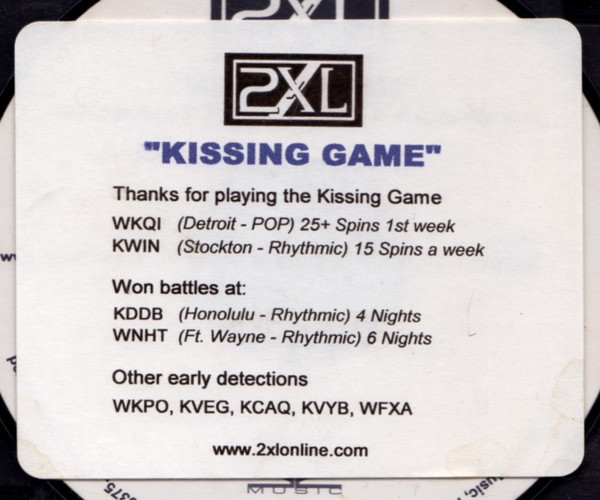 2XL
2XL
"KISSING GAME"
Thanks for playing the Kissing Game
WKQI (Detroit - POP) 25+ Spins 1st week
KWIN (Stockton - Rhythmic) 15 Spins a week
Won battles at:
KDDB (Honolulu - Rhythmic) 4 Nights
WNHT (Ft. Wayne - Rhythmic) 6 Nights
Other early detections
WKPO, KVEG, KCAQ, KVYB, WFXA
www.2xlonline.com
MUSIC